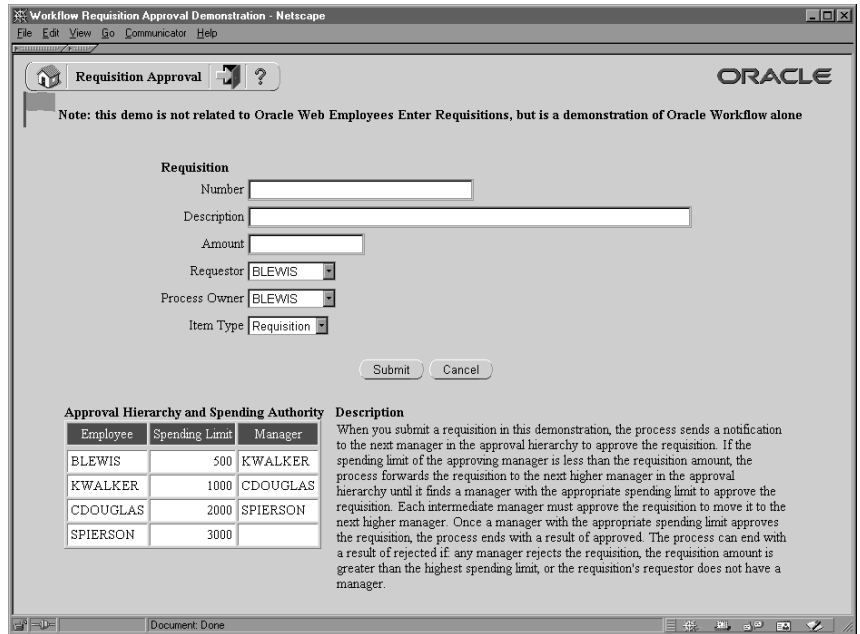 Workflow Requisition Approval Demonstration - Netscape
File Edit View Go Communicator Help
Requisition Approval ? ORACLE
Note: this demo is not related to Oracle Web Employees Enter Requisitions, but is a demonstration of Oracle Workflow alone
Requisition
Number
Description
Amount
Requestor BLEWIS
Process Owner BLEWIS
Item Type Requisition
Submit Cancel
Approval Hierarchy and Spending Authority
Employee Spending Limit Manager
BLEWIS 500 KWALKER
KWALKER 1000 CDOUGLAS
CDOUGLAS 2000 SPIERSON
SPIERSON 3000
Description
When you submit a requisition in this demonstration, the process sends a notification
to the next manager in the approval hierarchy to approve the requisition. If the
spending limit of the approving manager is less than the requisition amount, the
process forwards the requisition to the next higher manager in the approval
hierarchy until it finds a manager with the appropriate spending limit to approve the
requisition. Each intermediate manager must approve the requisition to move it to the
next higher manager. Once a manager with the appropriate spending limit approves
the requisition, the process ends with a result of approved. The process can end with
a result of rejected if: any manager rejects the requisition, the requisition amount is
greater than the highest spending limit, or the requisition's requestor does not have a
manager.
Document: Done